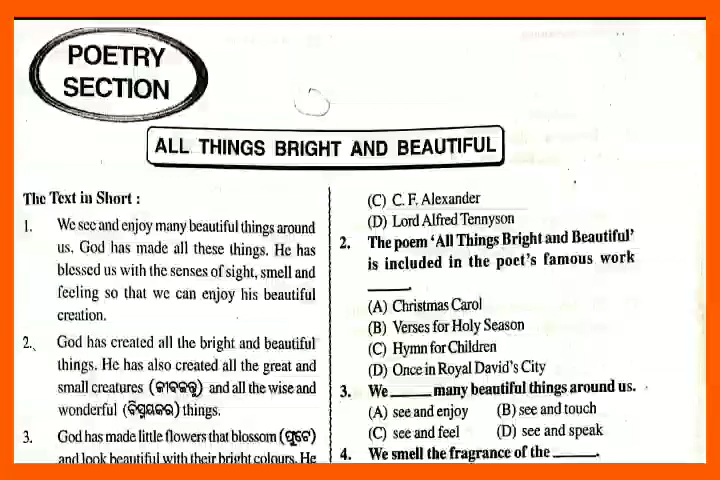 POETRY
SECTION
ALL THINGS BRIGHT AND BEAUTIFUL
The Text in Short :
1. We see and enjoy many beautiful things around
us. God has made all these things. He has
blessed us with the senses of sight, smell and
feeling so that we can enjoy his beautiful
creation.
2. God has created all the bright and beautiful
things. He has also created all the great and
small creatures (ଜୀବଜନ୍ତୁ) and all the wise and
wonderful (ବିସ୍ମୟକର) things.
3. God has made little flowers that blossom (ଫୁଟେ)
and look beautiful with their bright colours. He
(C) C. F. Alexander
(D) Lord Alfred Tennyson
2. The poem ‘All Things Bright and Beautiful’
is included in the poet’s famous work
______.
(A) Christmas Carol
(B) Verses for Holy Season
(C) Hymn for Children
(D) Once in Royal David’s City
3. We ______ many beautiful things around us.
(A) see and enjoy (B) see and touch
(C) see and feel (D) see and speak
4. We smell the fragrance of the ______.